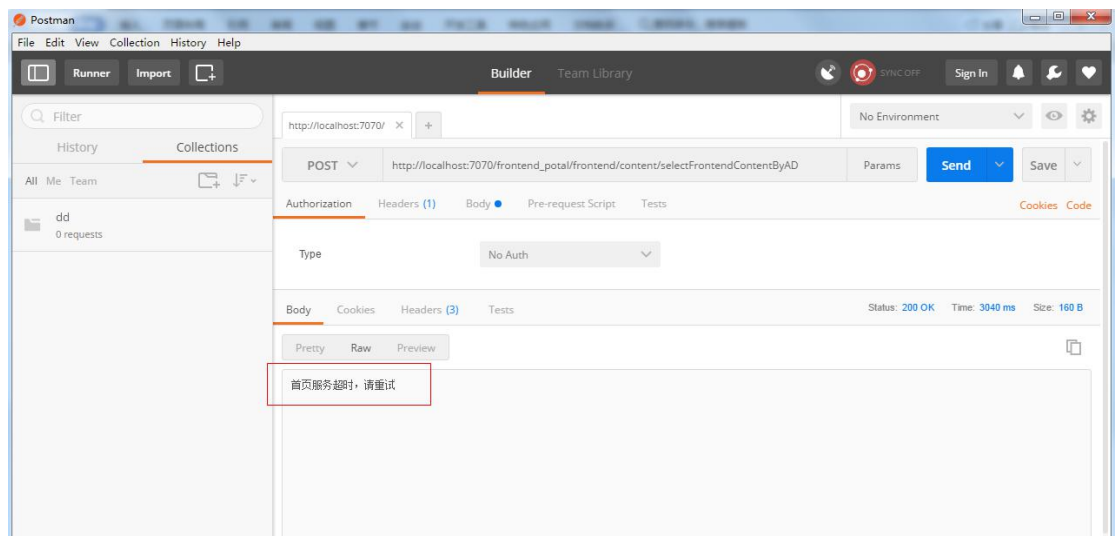 Postman
File Edit View Collection History Help
Runner Import Builder Team Library SYNC OFF Sign In
Filter
http://localhost:7070/ × +
No Environment
History Collections
POST http://localhost:7070/frontend_potal/frontend/content/selectFrontendContentByAD Params Send Save
All Me Team
Authorization Headers (1) Body Pre-request Script Tests Cookies Code
dd
0 requests
Type No Auth
Body Cookies Headers (3) Tests Status: 200 OK Time: 3040 ms Size: 160 B
Pretty Raw Preview
首页服务超时，请重试